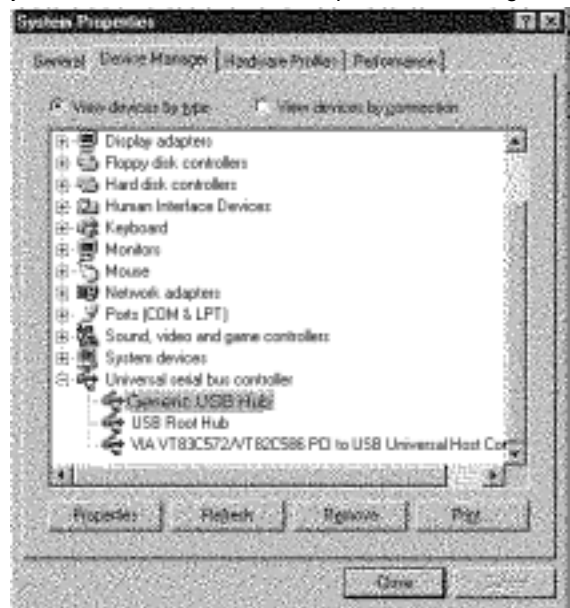 System Properties
General Device Manager Hardware Profiles Performance
View devices by type View devices by connection
Display adapters
Floppy disk controllers
Hard disk controllers
Human Interface Devices
Keyboard
Monitors
Mouse
Network adapters
Ports (COM & LPT)
Sound, video and game controllers
System devices
Universal serial bus controller
Generic USB Hub
USB Root Hub
VIA VT83C572/VT82C586 PCI to USB Universal Host Con
Properties Refresh Remove Print
Close